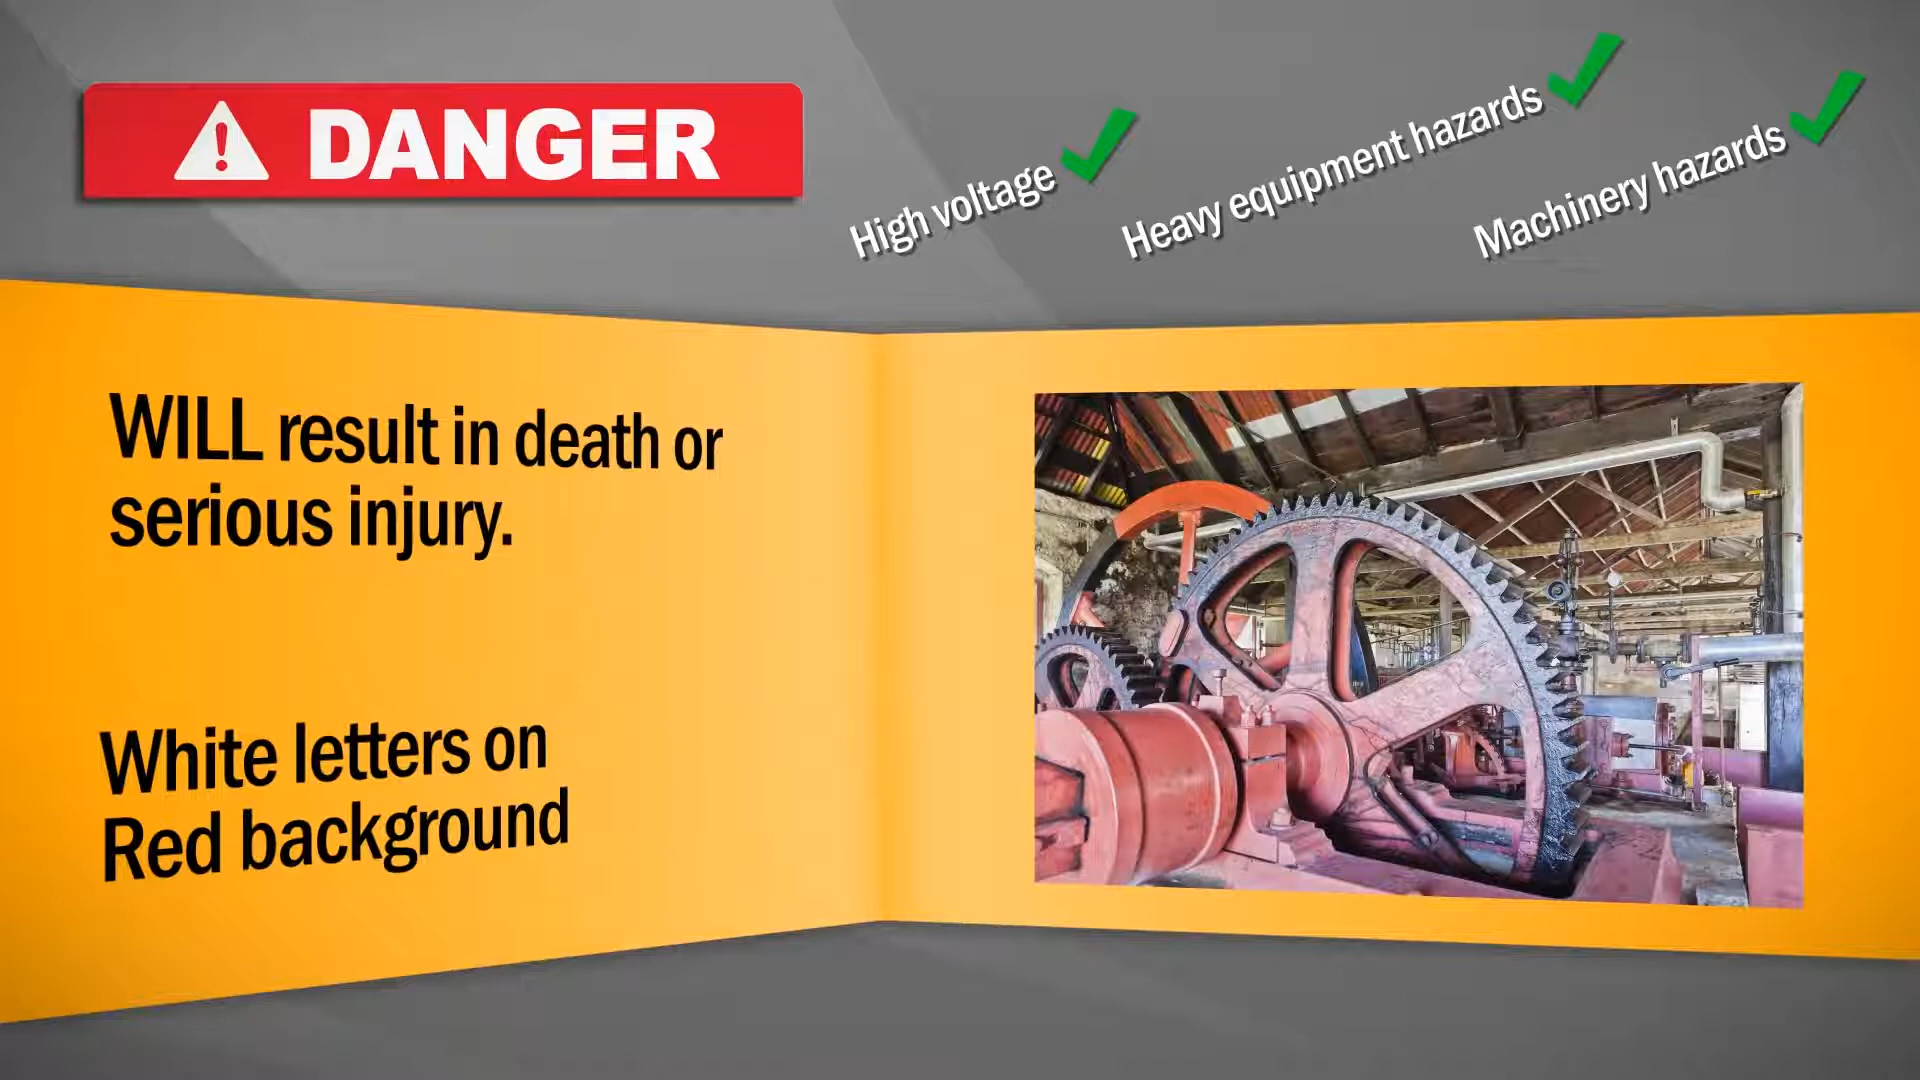 DANGER
High voltage
Heavy equipment hazards
Machinery hazards
WILL result in death or
serious injury.
White letters on
Red background